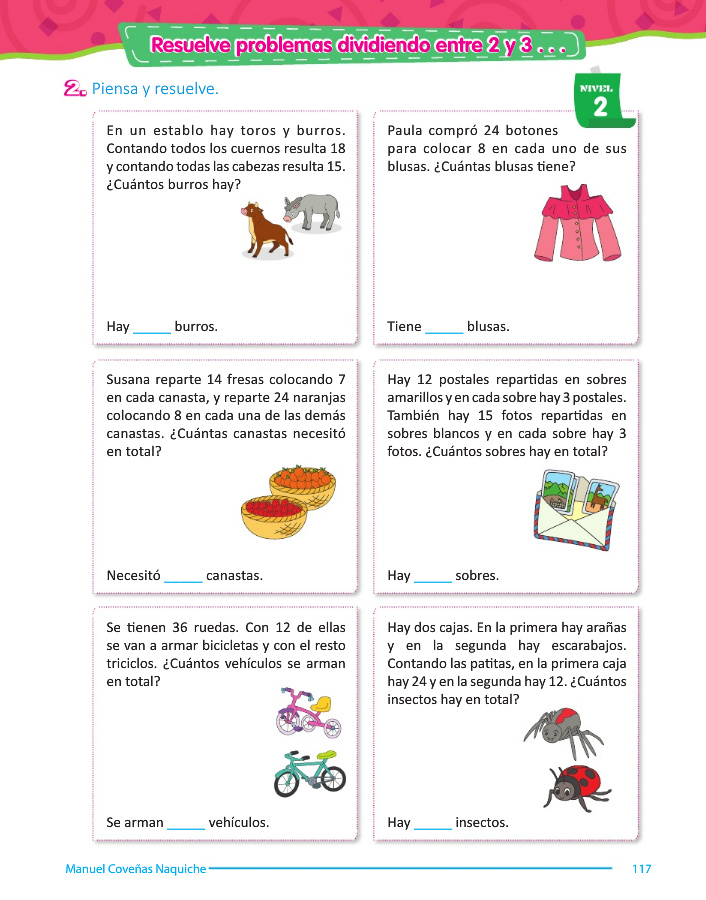 Resuelve problemas dividiendo entre 2 y 3 . . .
2. Piensa y resuelve.
NIVEL
2
En un establo hay toros y burros.
Contando todos los cuernos resulta 18
y contando todas las cabezas resulta 15.
¿Cuántos burros hay?
Hay _____ burros.
Paula compró 24 botones
para colocar 8 en cada uno de sus
blusas. ¿Cuántas blusas tiene?
Tiene _____ blusas.
Susana reparte 14 fresas colocando 7
en cada canasta, y reparte 24 naranjas
colocando 8 en cada una de las demás
canastas. ¿Cuántas canastas necesitó
en total?
Necesitó _____ canastas.
Hay 12 postales repartidas en sobres
amarillos y en cada sobre hay 3 postales.
También hay 15 fotos repartidas en
sobres blancos y en cada sobre hay 3
fotos. ¿Cuántos sobres hay en total?
Hay _____ sobres.
Se tienen 36 ruedas. Con 12 de ellas
se van a armar bicicletas y con el resto
triciclos. ¿Cuántos vehículos se arman
en total?
Se arman _____ vehículos.
Hay dos cajas. En la primera hay arañas
y en la segunda hay escarabajos.
Contando las patitas, en la primera caja
hay 24 y en la segunda hay 12. ¿Cuántos
insectos hay en total?
Hay _____ insectos.
Manuel Coveñas Naquiche
117